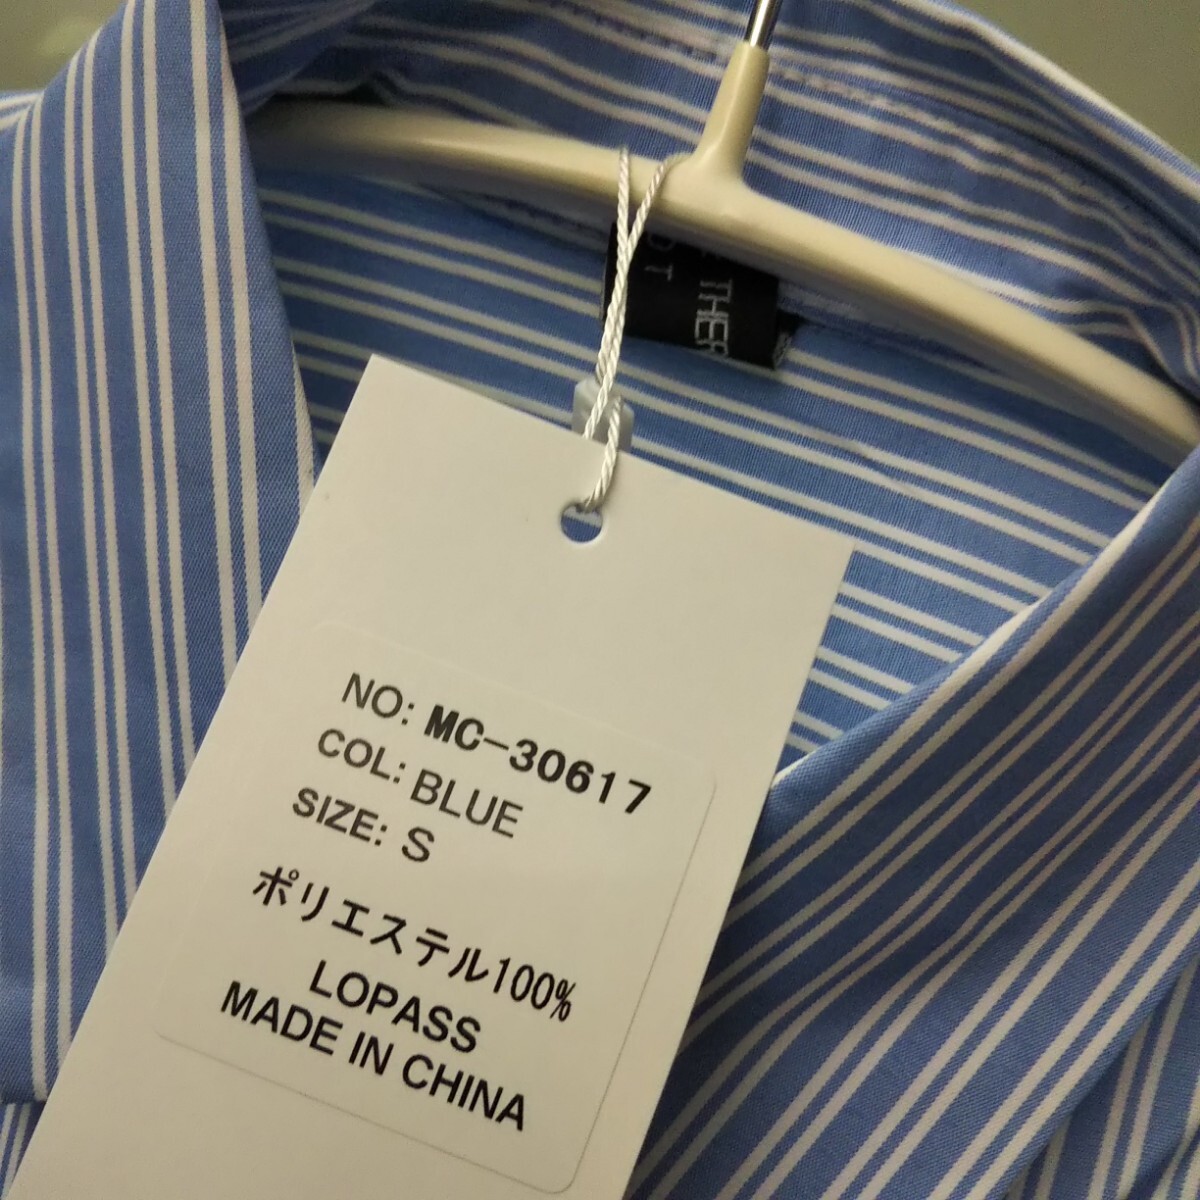 NO: MC-30617
COL: BLUE
SIZE: S
ポリエステル100%
LOPASS
MADE IN CHINA
THER